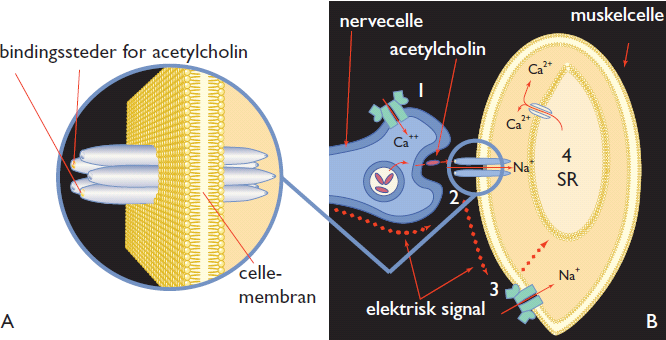 bindingssteder for acetylcholin
celle-
membran
A
nervecelle
acetylcholin
muskelcelle
1
Ca++
Ca2+
Ca2+
4
SR
Na+
2
3
Na+
elektrisk signal
B